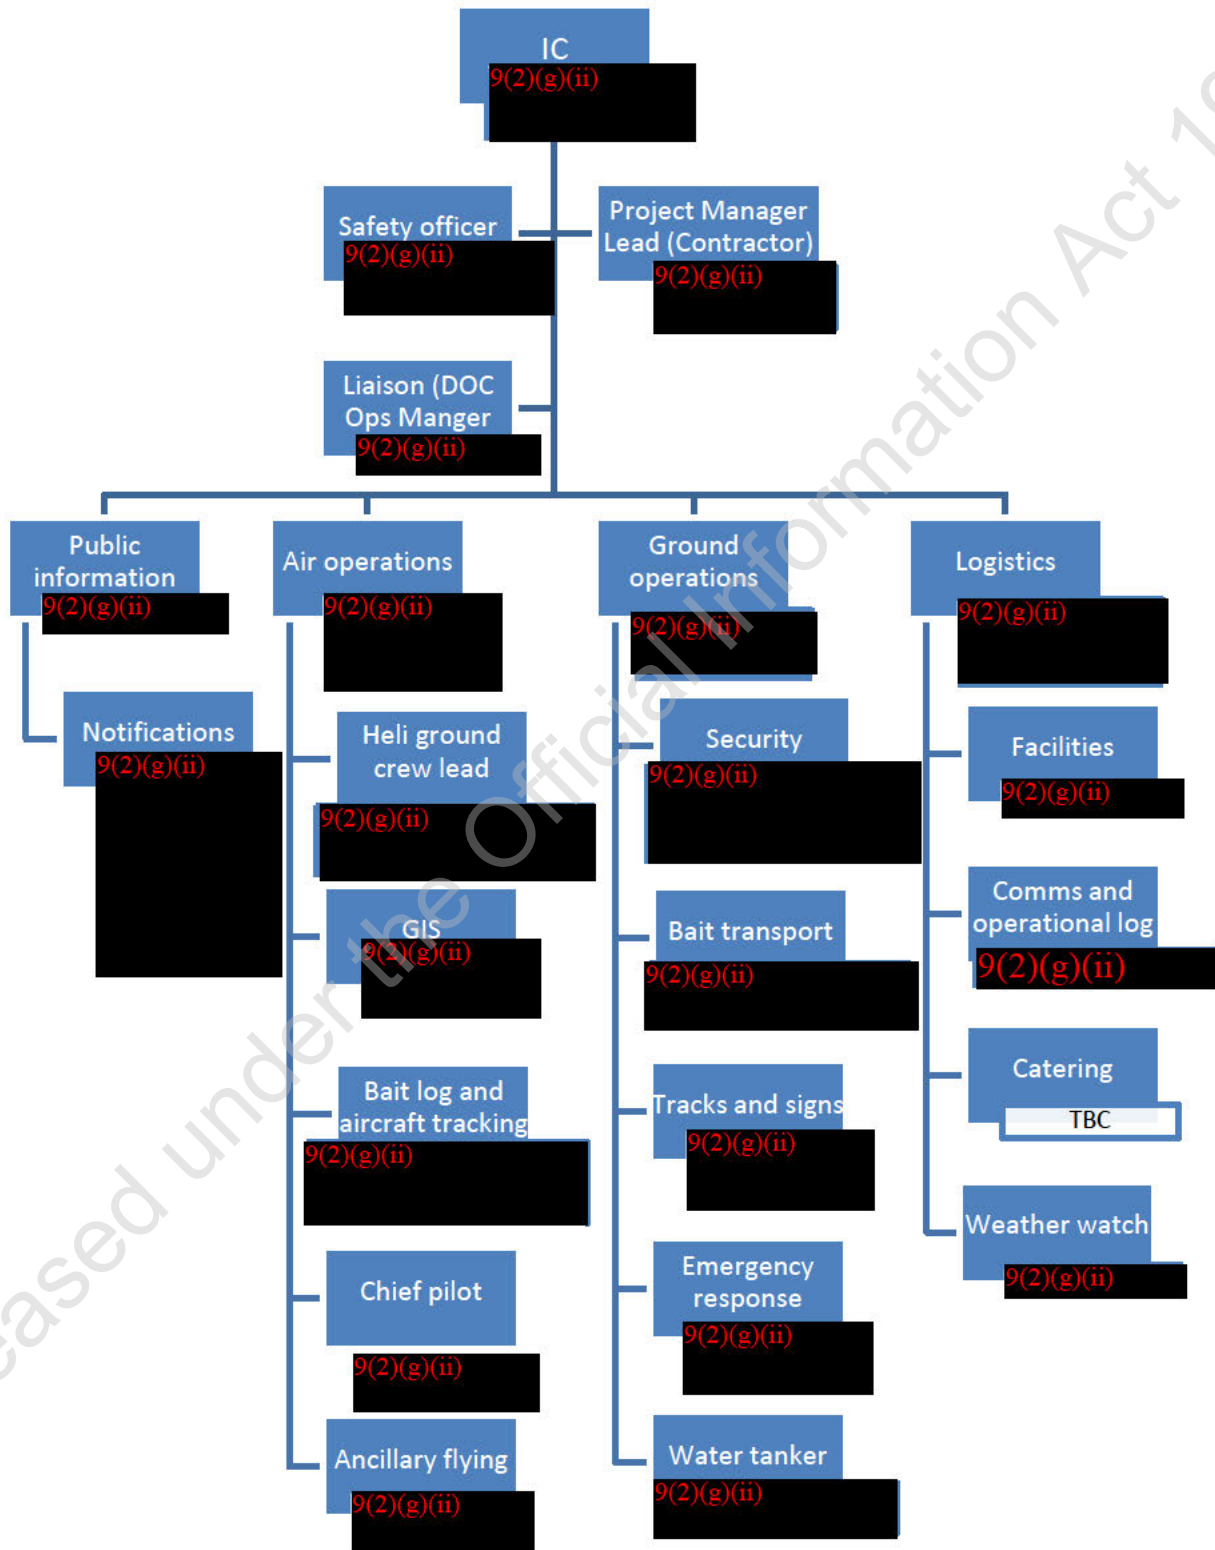 IC
9(2)(g)(ii)
Safety officer
9(2)(g)(ii)
Project Manager
Lead (Contractor)
9(2)(g)(ii)
Liaison (DOC
Ops Manger
9(2)(g)(ii)
Public
information
9(2)(g)(ii)
Notifications
9(2)(g)(ii)
Air operations
9(2)(g)(ii)
Heli ground
crew lead
9(2)(g)(ii)
GIS
9(2)(g)(ii)
Bait log and
aircraft tracking
9(2)(g)(ii)
Chief pilot
9(2)(g)(ii)
Ancillary flying
9(2)(g)(ii)
Ground
operations
9(2)(g)(ii)
Security
9(2)(g)(ii)
Bait transport
9(2)(g)(ii)
Tracks and signs
9(2)(g)(ii)
Emergency
response
9(2)(g)(ii)
Water tanker
9(2)(g)(ii)
Logistics
9(2)(g)(ii)
Facilities
9(2)(g)(ii)
Comms and
operational log
9(2)(g)(ii)
Catering
TBC
Weather watch
9(2)(g)(ii)
eased under the Official Information Act 19